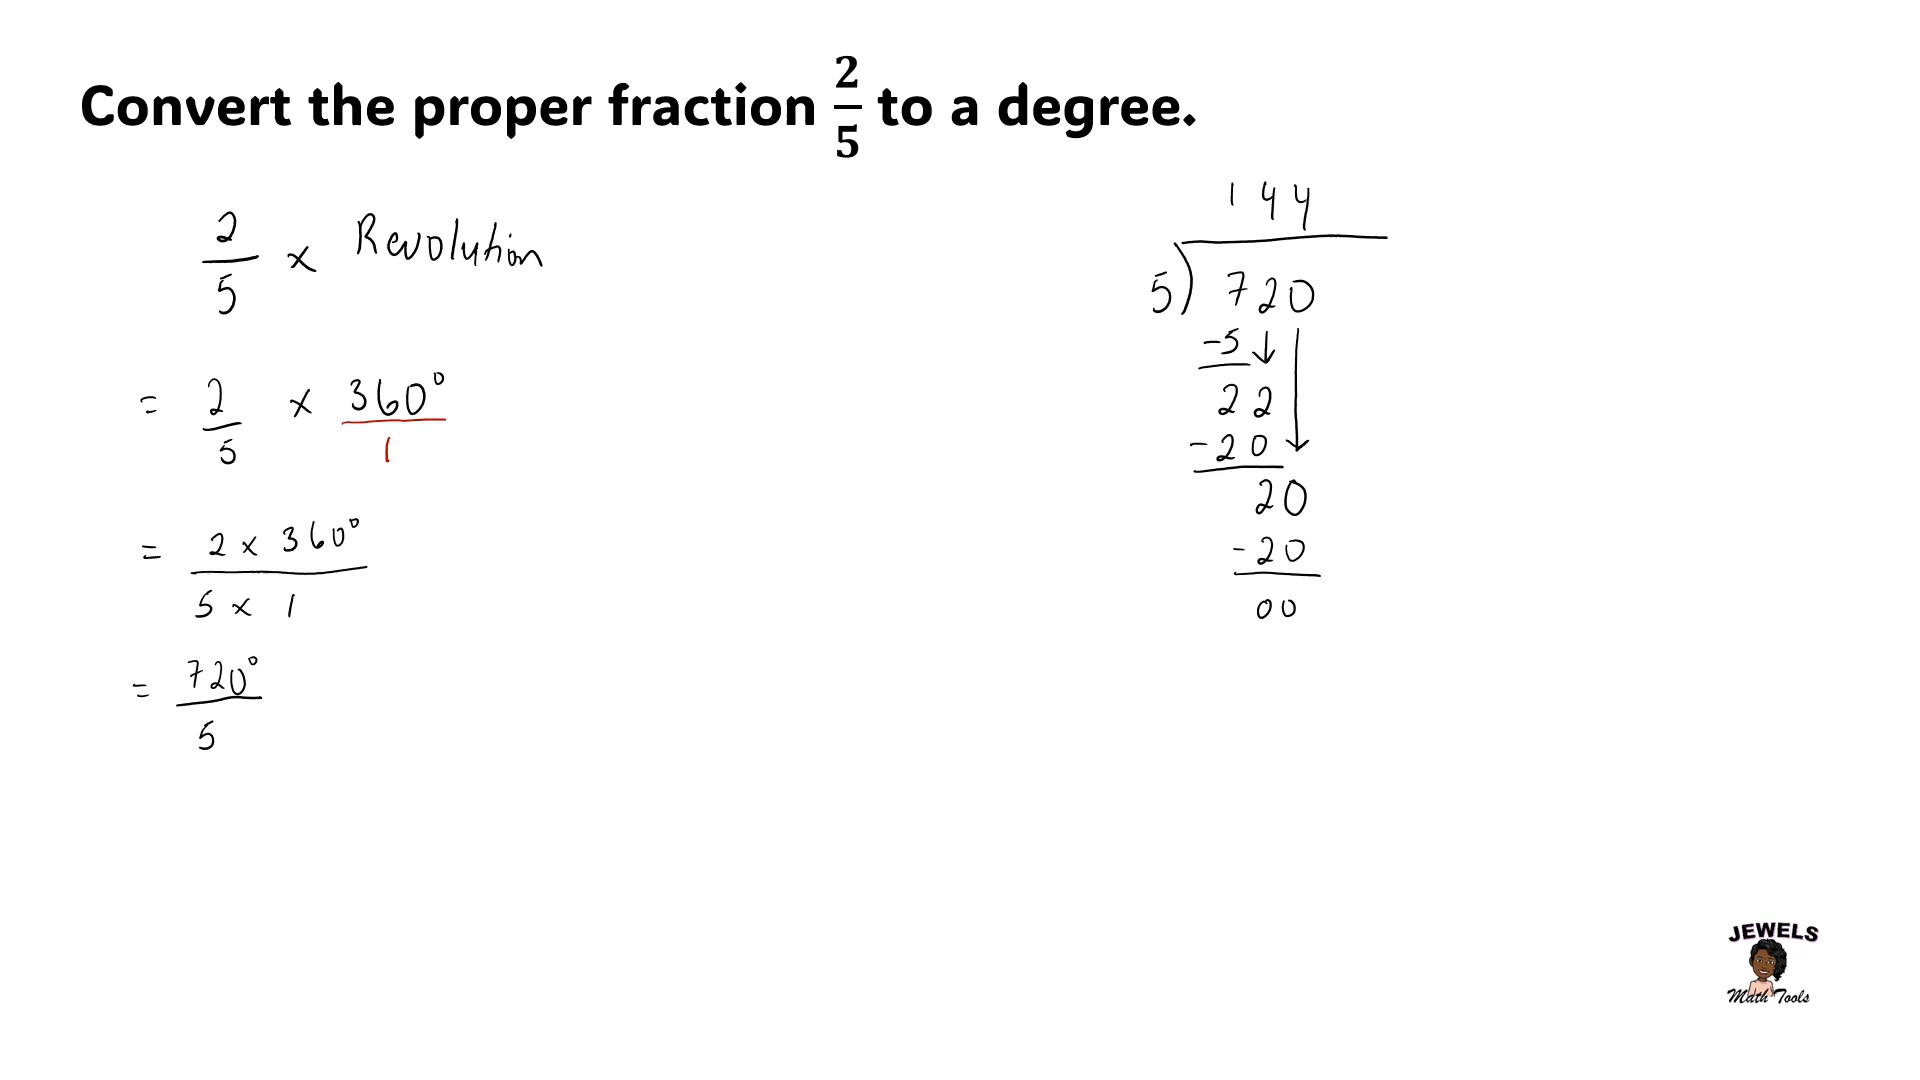 Convert the proper fraction 2/5 to a degree.
2/5 × Revolution
= 2/5 × 360°/1
= 2 × 360°/5 × 1
= 720°/5
144
5)720
-5
22
-20
20
-20
00
JEWELS
Math Tools